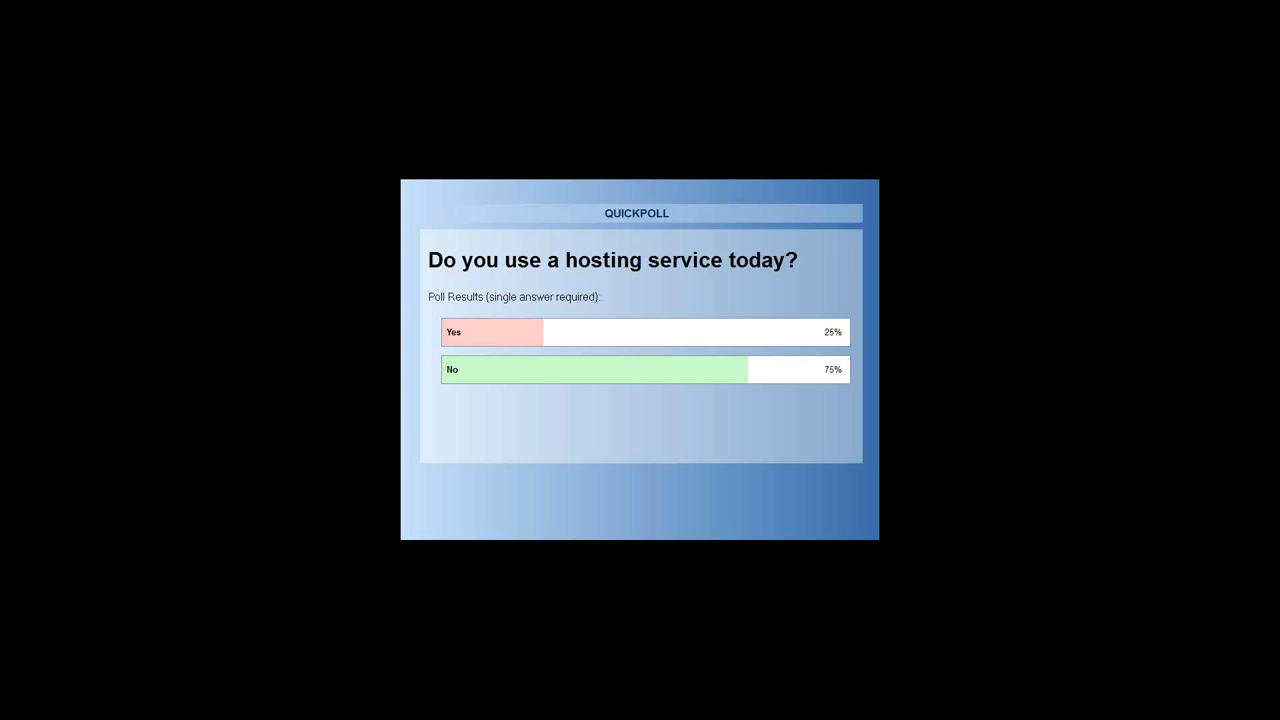 QUICKPOLL
Do you use a hosting service today?
Poll Results (single answer required):
Yes 25%
No 75%